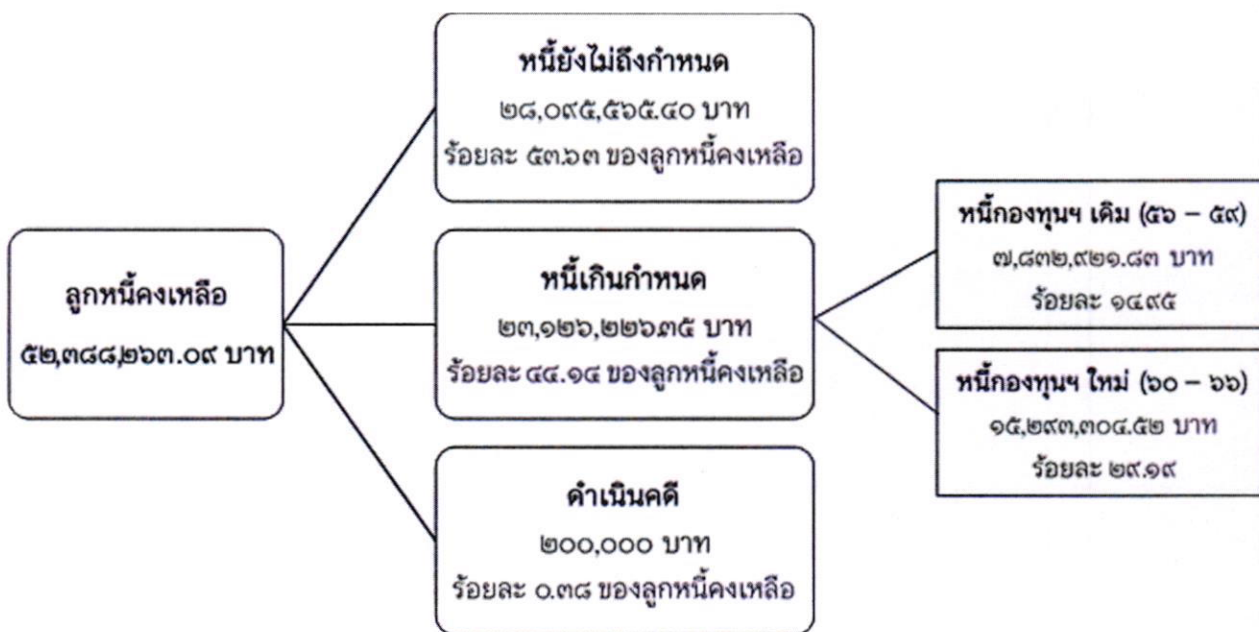 ลูกหนี้คงเหลือ
๕๒,๓๘๘,๒๖๓.๐๙ บาท
หนี้ยังไม่ถึงกำหนด
๒๘,๐๙๕,๕๖๕.๔๐ บาท
ร้อยละ ๕๓.๖๓ ของลูกหนี้คงเหลือ
หนี้เกินกำหนด
๒๓,๑๒๖,๒๒๖.๓๕ บาท
ร้อยละ ๔๔.๑๔ ของลูกหนี้คงเหลือ
ดำเนินคดี
๒๐๐,๐๐๐ บาท
ร้อยละ ๐.๓๘ ของลูกหนี้คงเหลือ
หนี้กองทุนฯ เดิม (๕๖ – ๕๙)
๗,๘๓๒,๙๒๑.๘๓ บาท
ร้อยละ ๑๔.๙๕
หนี้กองทุนฯ ใหม่ (๖๐ – ๖๖)
๑๕,๒๙๓,๓๐๔.๕๒ บาท
ร้อยละ ๒๙.๑๙